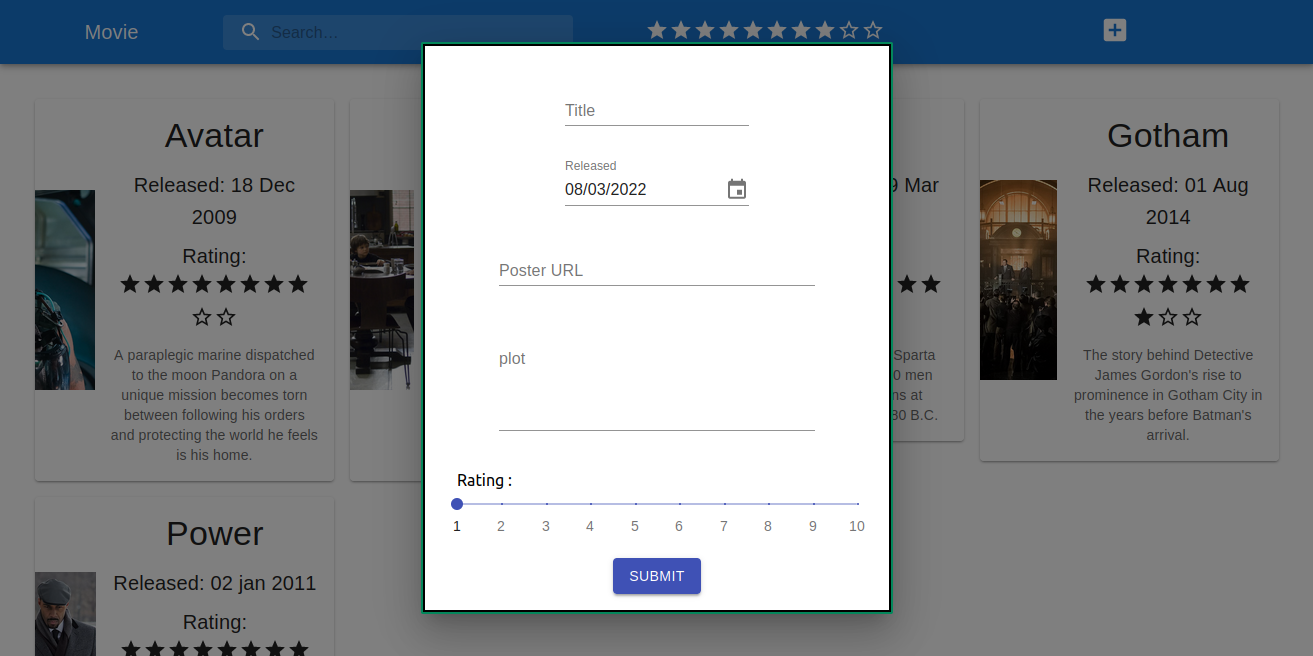 Movie
Search…
Avatar
Released: 18 Dec
2009
Rating:
A paraplegic marine dispatched
to the moon Pandora on a
unique mission becomes torn
between following his orders
and protecting the world he feels
is his home.
Title
Released
08/03/2022
Poster URL
plot
Rating :
1 2 3 4 5 6 7 8 9 10
SUBMIT
9 Mar
Sparta
0 men
ns at
80 B.C.
Gotham
Released: 01 Aug
2014
Rating:
The story behind Detective
James Gordon's rise to
prominence in Gotham City in
the years before Batman's
arrival.
Power
Released: 02 jan 2011
Rating: